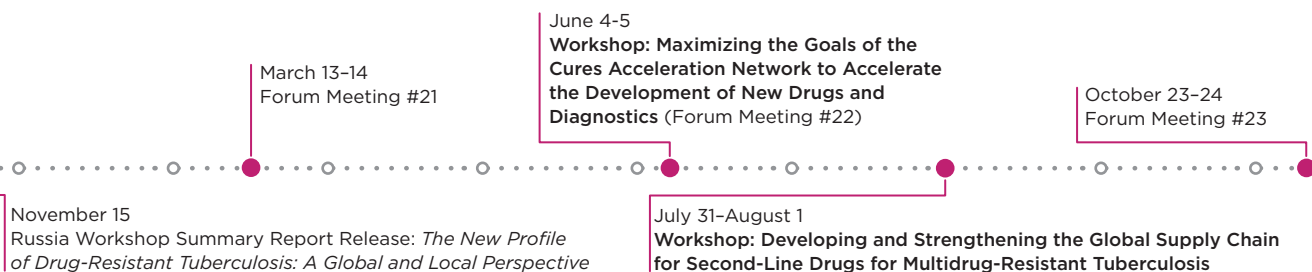 June 4-5
Workshop: Maximizing the Goals of the
Cures Acceleration Network to Accelerate
the Development of New Drugs and
Diagnostics (Forum Meeting #22)
March 13–14
Forum Meeting #21
October 23–24
Forum Meeting #23
November 15
Russia Workshop Summary Report Release: The New Profile
of Drug-Resistant Tuberculosis: A Global and Local Perspective
July 31–August 1
Workshop: Developing and Strengthening the Global Supply Chain
for Second-Line Drugs for Multidrug-Resistant Tuberculosis